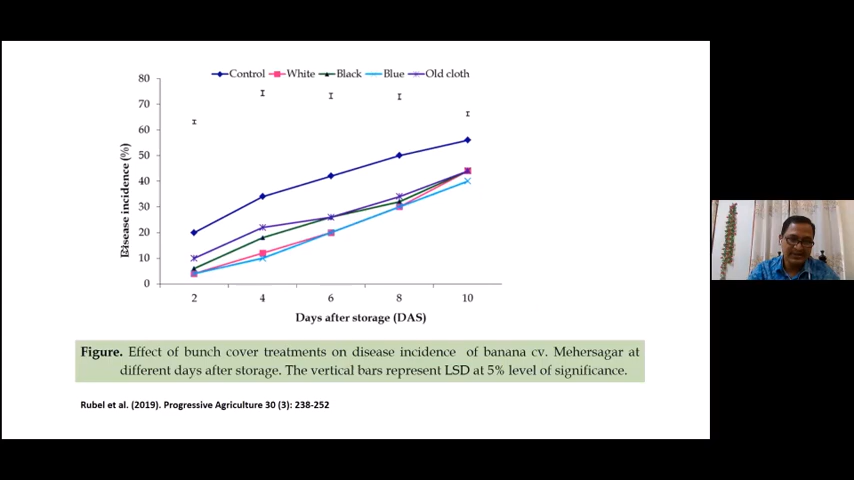 Control White Black Blue Old cloth
80
70
60
50
40
30
20
10
0
Disease incidence (%)
2 4 6 8 10
Days after storage (DAS)
Figure. Effect of bunch cover treatments on disease incidence of banana cv. Mehersagar at
different days after storage. The vertical bars represent LSD at 5% level of significance.
Rubel et al. (2019). Progressive Agriculture 30 (3): 238-252